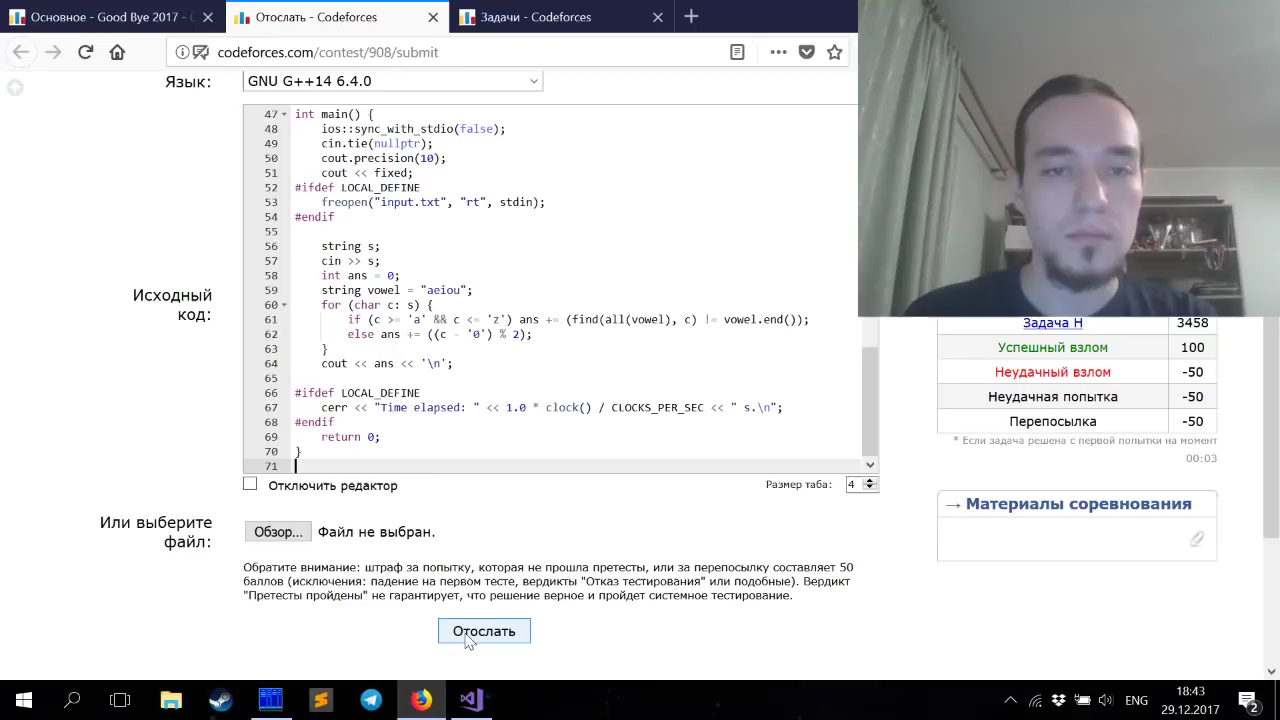 Основное - Good Bye 2017 -
Отослать - Codeforces
Задачи - Codeforces
codeforces.com/contest/908/submit
Язык:
GNU G++14 6.4.0
Исходный
код:
47 int main() {
48 ios::sync_with_stdio(false);
49 cin.tie(nullptr);
50 cout.precision(10);
51 cout << fixed;
52 #ifdef LOCAL_DEFINE
53 freopen("input.txt", "rt", stdin);
54 #endif
55
56 string s;
57 cin >> s;
58 int ans = 0;
59 string vowel = "aeiou";
60 for (char c: s) {
61 if (c >= 'a' && c <= 'z') ans += (find(all(vowel), c) != vowel.end());
62 else ans += ((c - '0') % 2);
63 }
64 cout << ans << '\n';
65
66 #ifdef LOCAL_DEFINE
67 cerr << "Time elapsed: " << 1.0 * clock() / CLOCKS_PER_SEC << " s.\n";
68 #endif
69 return 0;
70 }
71
Отключить редактор
Размер таба: 4
Или выберите
файл:
Обзор... Файл не выбран.
Обратите внимание: штраф за попытку, которая не прошла претесты, или за перепосылку составляет 50
баллов (исключения: падение на первом тесте, вердикты "Отказ тестирования" или подобные). Вердикт
"Претесты пройдены" не гарантирует, что решение верное и пройдет системное тестирование.
Отослать
Задача H 3458
Успешный взлом 100
Неудачный взлом -50
Неудачная попытка -50
Перепосылка -50
* Если задача решена с первой попытки на момент
00:03
→ Материалы соревнования
ENG
18:43
29.12.2017
2